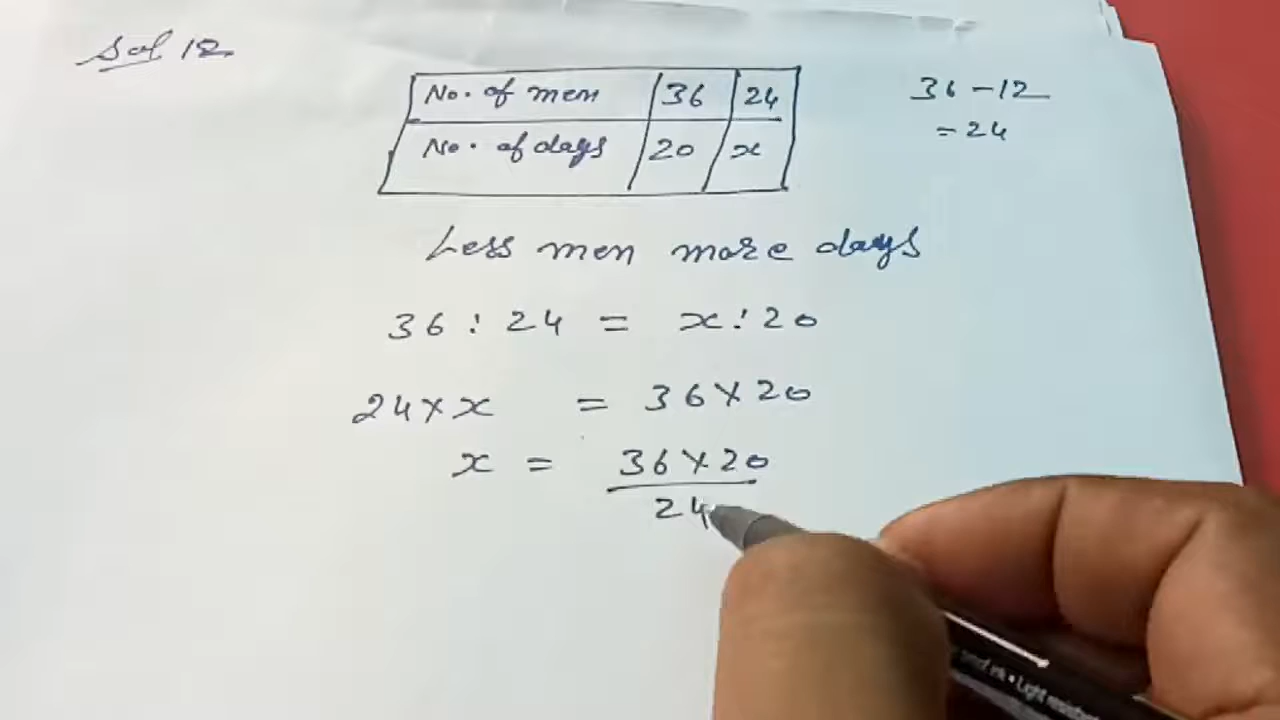 Sol 12
No. of men 36 24
No. of days 20 x
36 - 12
= 24
Less men more days
36 : 24 = x : 20
24 × x = 36 × 20
x = 36 × 20
24
Light